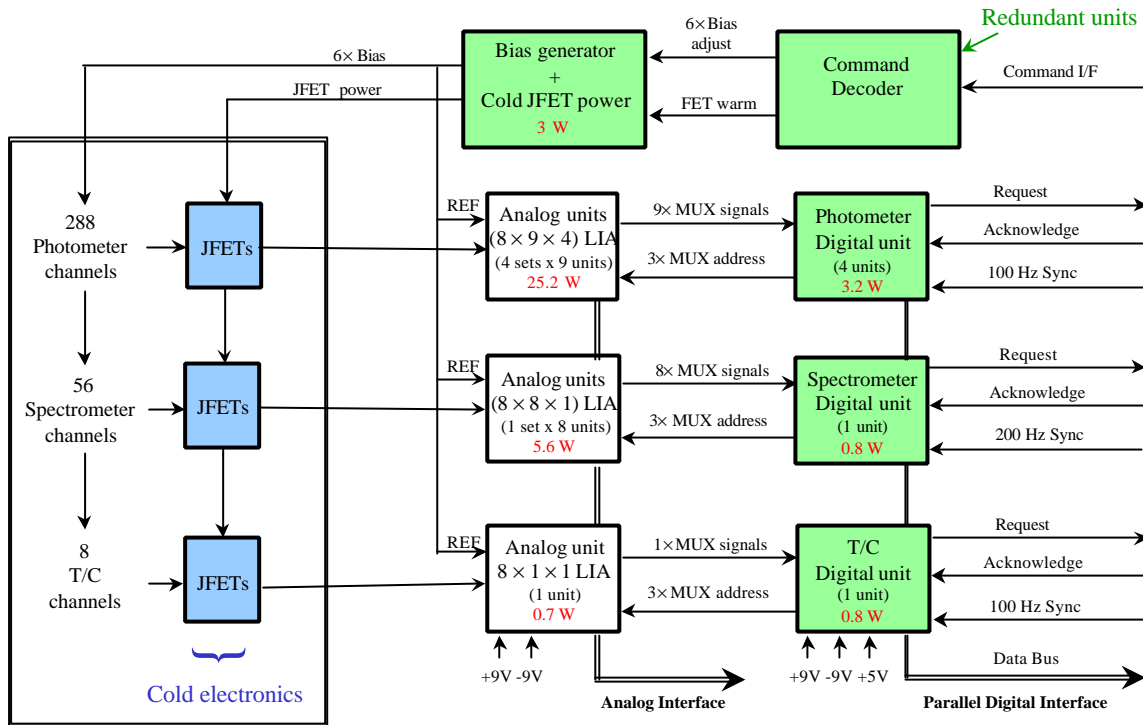 Redundant units
6× Bias
6× Bias
adjust
Bias generator
+
Cold JFET power
3 W
Command
Decoder
Command I/F
JFET power
FET warm
288
Photometer
channels
JFETs
REF
Analog units
(8 × 9 × 4) LIA
(4 sets x 9 units)
25.2 W
9× MUX signals
3× MUX address
Photometer
Digital unit
(4 units)
3.2 W
Request
Acknowledge
100 Hz Sync
56
Spectrometer
channels
JFETs
REF
Analog units
(8 × 8 × 1) LIA
(1 set x 8 units)
5.6 W
8× MUX signals
3× MUX address
Spectrometer
Digital unit
(1 unit)
0.8 W
Request
Acknowledge
200 Hz Sync
8
T/C
channels
JFETs
REF
Analog unit
8 × 1 × 1 LIA
(1 unit)
0.7 W
1× MUX signals
3× MUX address
T/C
Digital unit
(1 unit)
0.8 W
Request
Acknowledge
100 Hz Sync
Cold electronics
+9V -9V
Analog Interface
+9V -9V +5V
Data Bus
Parallel Digital Interface